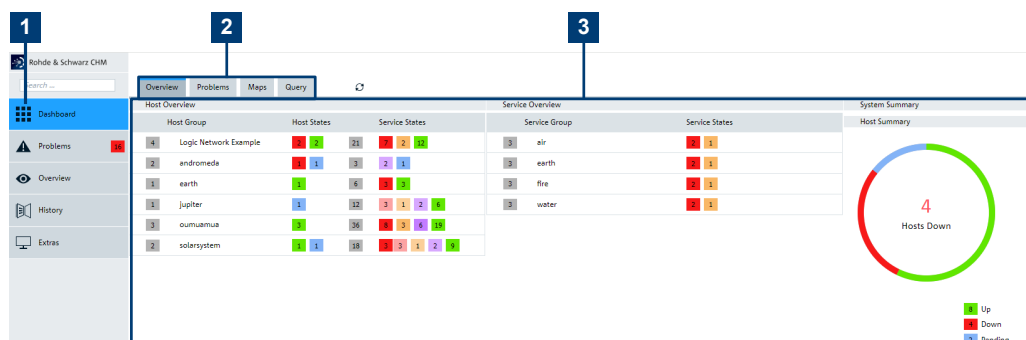 1 2 3
Rohde & Schwarz CHM
Search ...
Dashboard
Problems 16
Overview
History
Extras
Overview Problems Maps Query
Host Overview
Host Group Host States Service States
4 Logic Network Example 2 2 21 7 2 12
2 andromeda 1 1 3 2 1
1 earth 1 6 3 3
1 jupiter 1 12 3 1 2 6
3 oumuamua 3 36 8 3 6 19
2 solarsystem 1 1 18 3 3 1 2 9
Service Overview
Service Group Service States
3 air 2 1
3 earth 2 1
3 fire 2 1
3 water 2 1
System Summary
Host Summary
4
Hosts Down
8 Up
4 Down
2 Pending